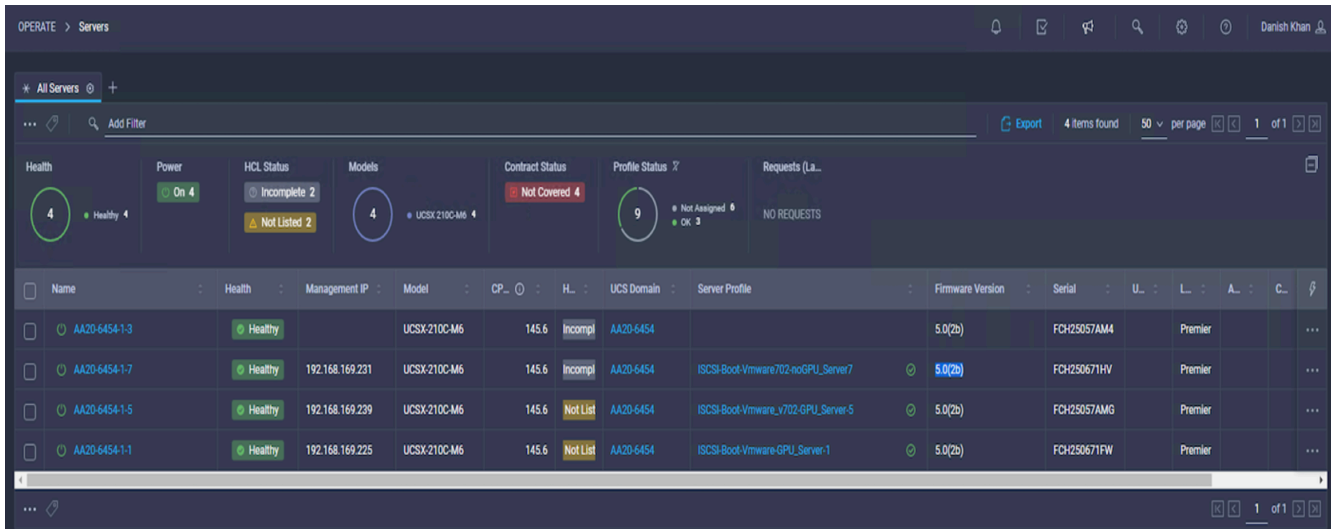 OPERATE > Servers Danish Khan
All Servers +
... Add Filter Export 4 items found 50 per page 1 of 1
Health Power HCL Status Models Contract Status Profile Status Requests (La...
4 Healthy 4 On 4 Incomplete 2 4 UCSX 210C-M6 4 Not Covered 4 9 Not Assigned 6 NO REQUESTS
Not Listed 2 OK 3
Name Health Management IP Model CP... H... UCS Domain Server Profile Firmware Version Serial U... L... A... C...
AA20-6454-1-3 Healthy UCSX-210C-M6 145.6 Incompl AA20-6454 5.0(2b) FCH25057AM4 Premier ...
AA20-6454-1-7 Healthy 192.168.169.231 UCSX-210C-M6 145.6 Incompl AA20-6454 ISCSI-Boot-Vmware702-noGPU_Server7 5.0(2b) FCH250671HV Premier ...
AA20-6454-1-5 Healthy 192.168.169.239 UCSX-210C-M6 145.6 Not List AA20-6454 ISCSI-Boot-Vmware_v702-GPU_Server-5 5.0(2b) FCH25057AMG Premier ...
AA20-6454-1-1 Healthy 192.168.169.225 UCSX-210C-M6 145.6 Not List AA20-6454 ISCSI-Boot-Vmware-GPU_Server-1 5.0(2b) FCH250671FW Premier ...
... 1 of 1